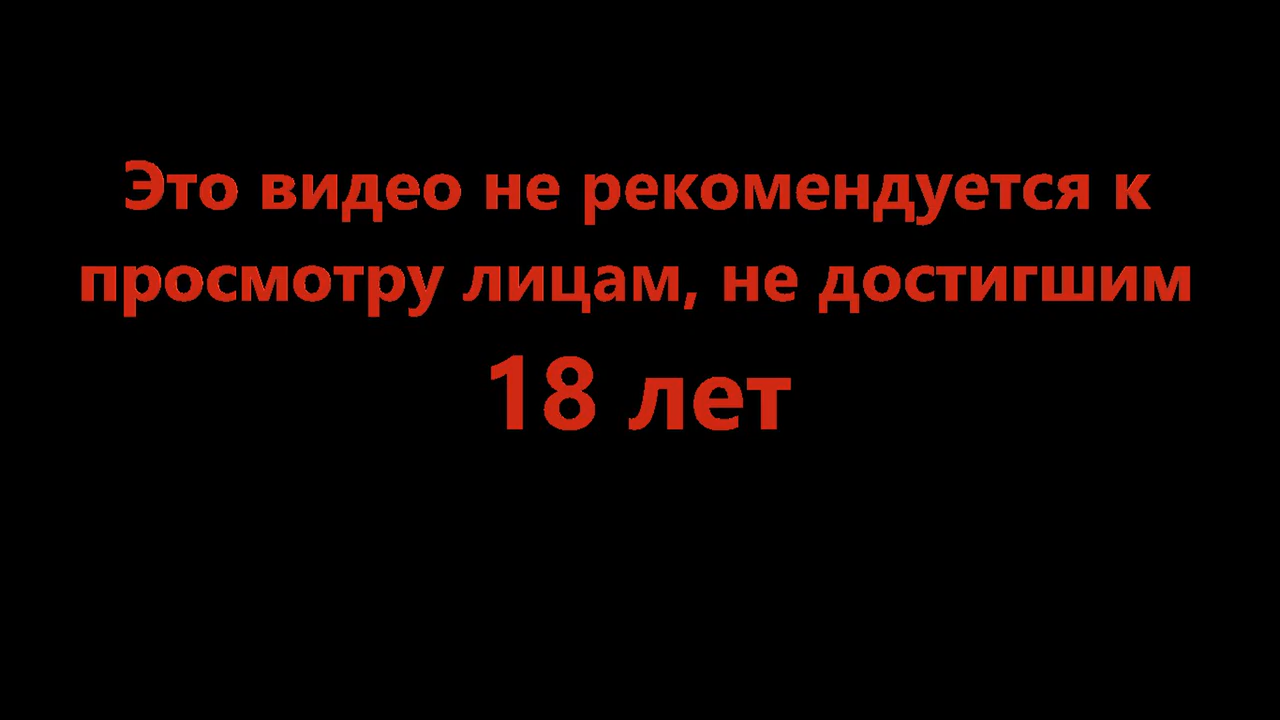 Это видео не рекомендуется к
просмотру лицам, не достигшим
18 лет